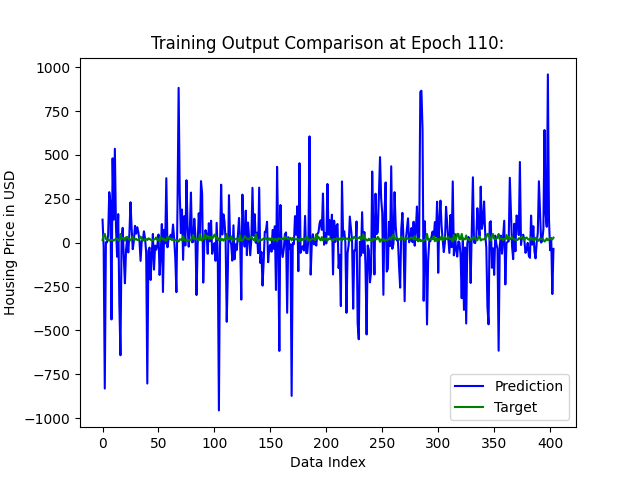 Training Output Comparison at Epoch 110:
Housing Price in USD
1000
750
500
250
0
−250
−500
−750
−1000
Prediction
Target
0 50 100 150 200 250 300 350 400
Data Index